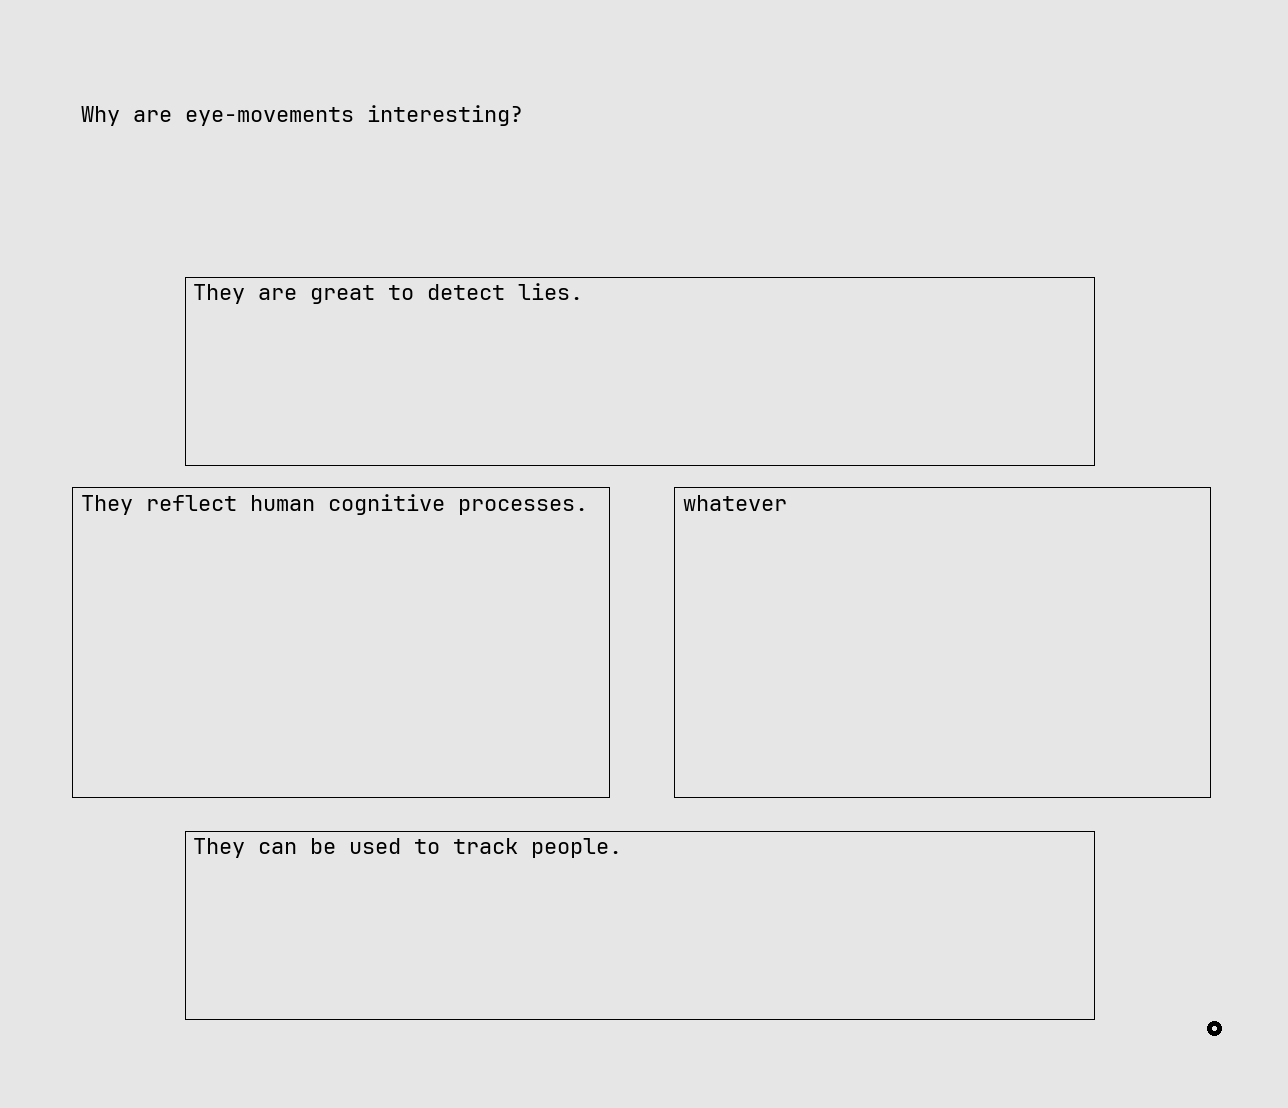 Why are eye-movements interesting?
They are great to detect lies.
They reflect human cognitive processes.
whatever
They can be used to track people.